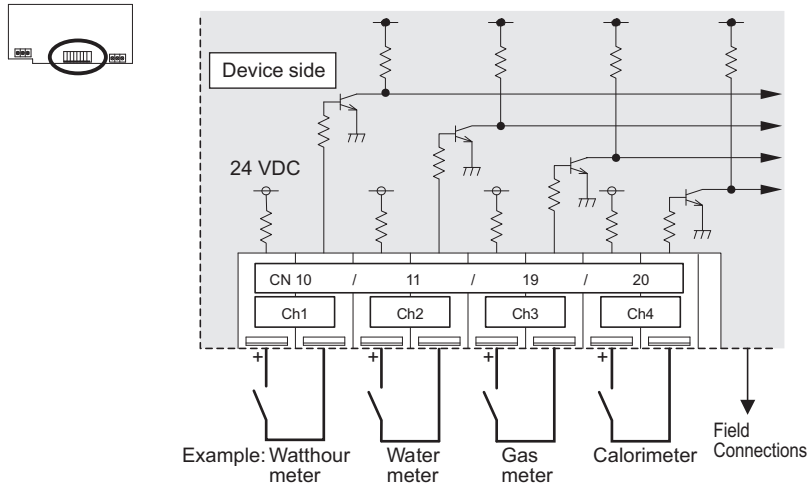 Device side
24 VDC
CN 10 / 11 / 19 / 20
Ch1 Ch2 Ch3 Ch4
+ + + +
Example: Watthour meter
Water meter
Gas meter
Calorimeter
Field Connections